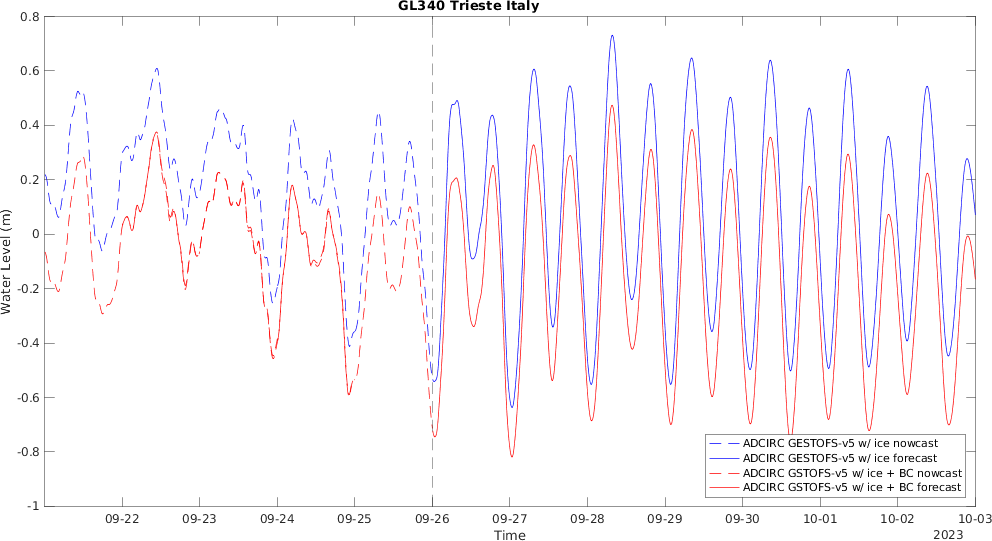 GL340 Trieste Italy
0.8
0.6
0.4
0.2
0
-0.2
-0.4
-0.6
-0.8
-1
Water Level (m)
ADCIRC GESTOFS-v5 w/ ice nowcast
ADCIRC GESTOFS-v5 w/ ice forecast
ADCIRC GSTOFS-v5 w/ ice + BC nowcast
ADCIRC GSTOFS-v5 w/ ice + BC forecast
09-22 09-23 09-24 09-25 09-26 09-27 09-28 09-29 09-30 10-01 10-02 10-03
Time
2023